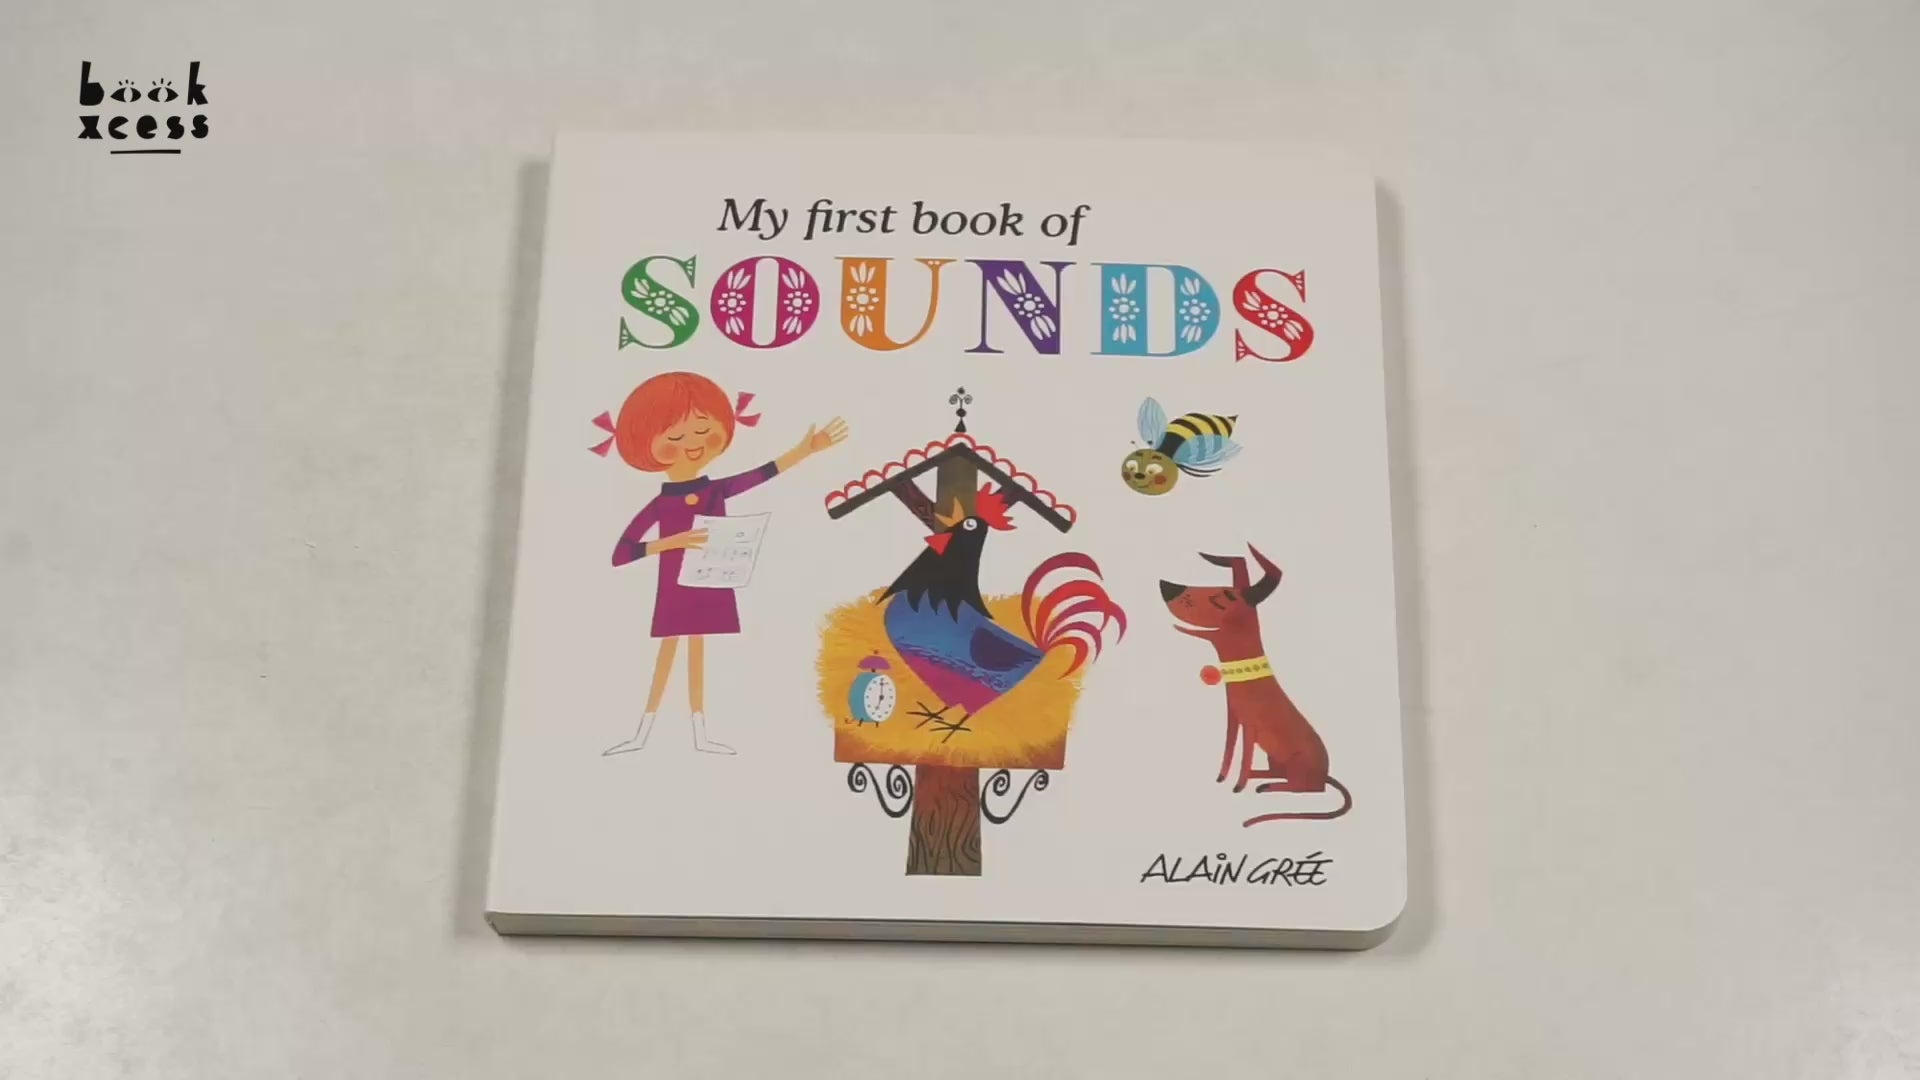 book
xcess
My first book of
SOUNDS
ALAiN GRÉE